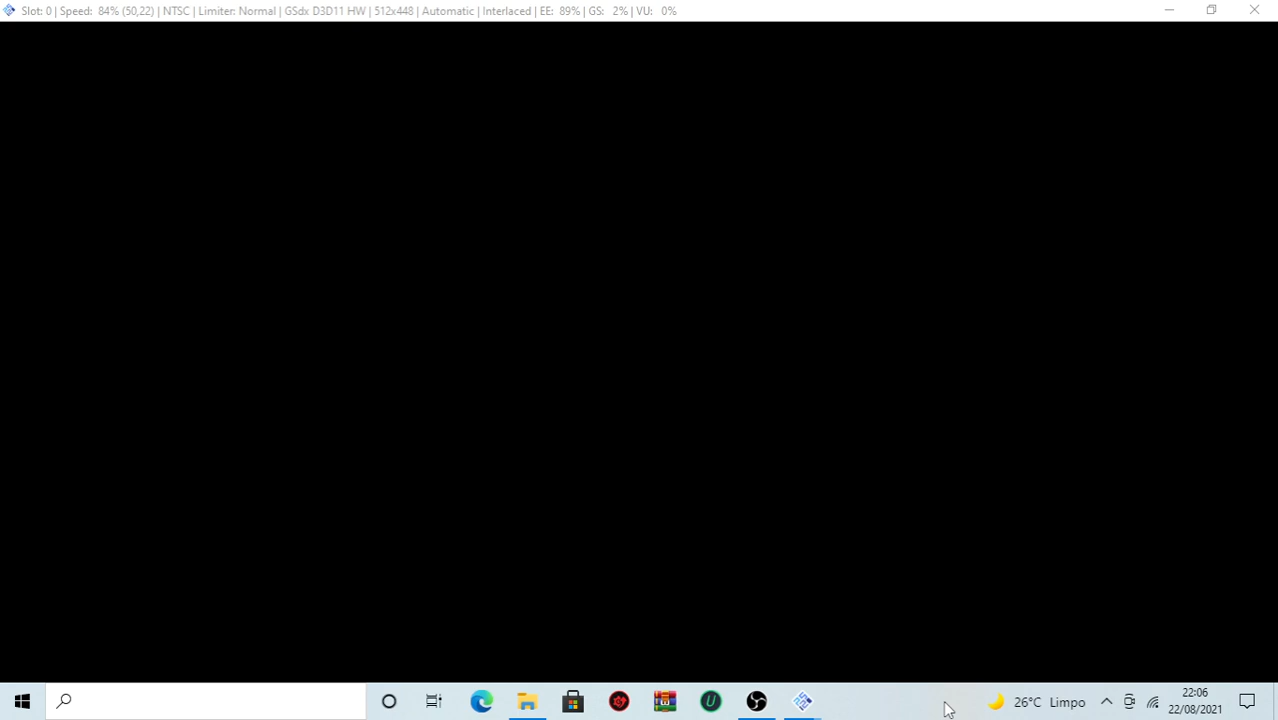 Slot: 0 | Speed: 84% (50,22) | NTSC | Limiter: Normal | GSdx D3D11 HW | 512x448 | Automatic | Interlaced | EE: 89% | GS: 2% | VU: 0%
26°C Limpo
22:06
22/08/2021